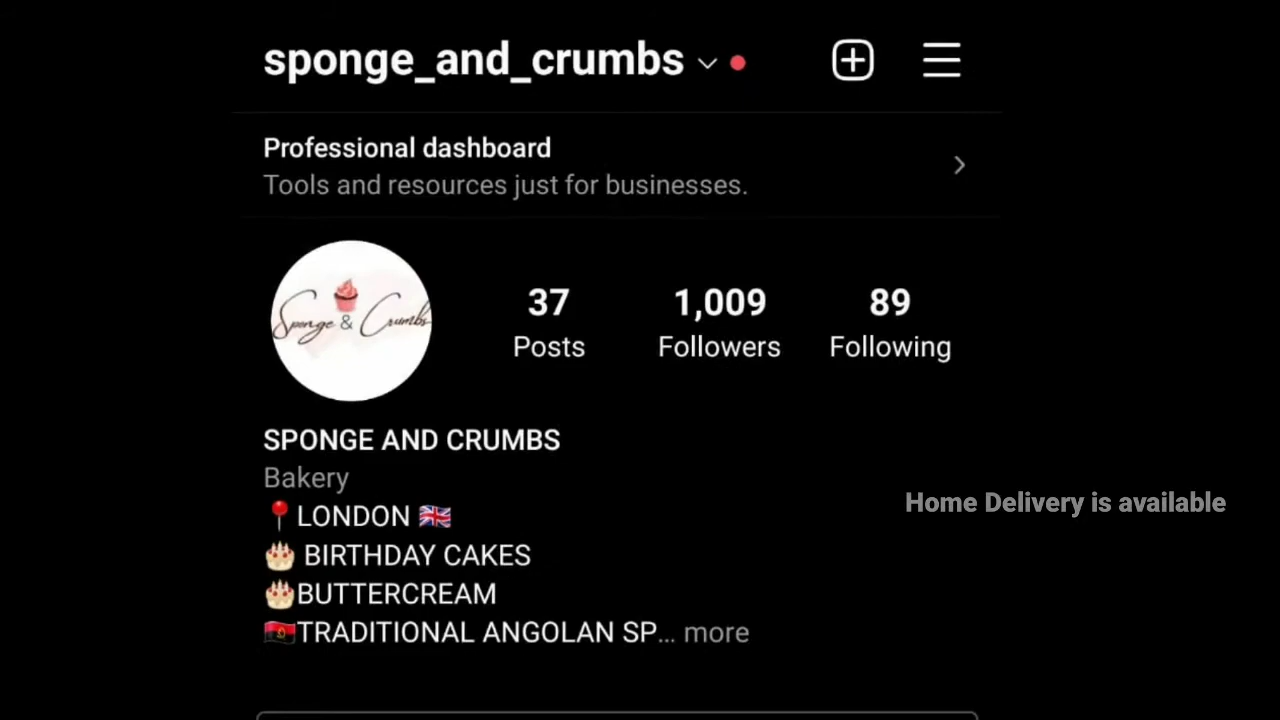 sponge_and_crumbs
Professional dashboard
Tools and resources just for businesses.
Sponge & Crumbs
37 1,009 89
Posts Followers Following
SPONGE AND CRUMBS
Bakery
📍LONDON 🇬🇧
🎂 BIRTHDAY CAKES
🎂BUTTERCREAM
🇦🇴TRADITIONAL ANGOLAN SP... more
Home Delivery is available